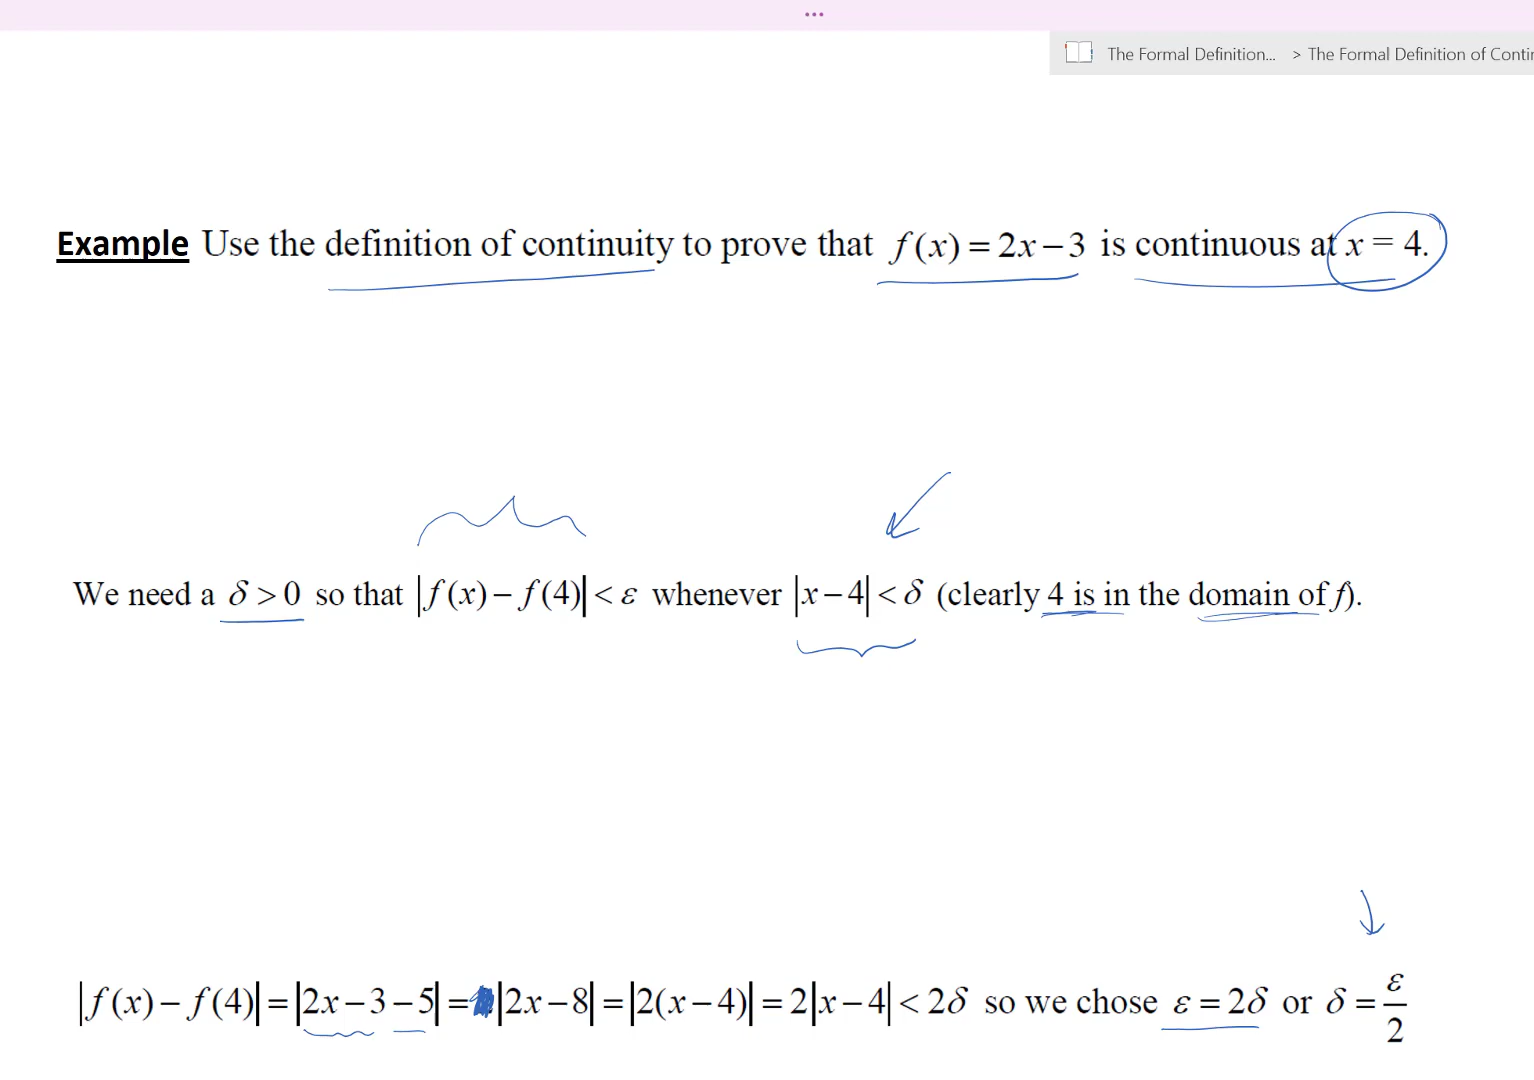 The Formal Definition... > The Formal Definition of Contin
Example Use the definition of continuity to prove that f(x) = 2x − 3 is continuous at x = 4.
We need a δ > 0 so that |f(x) − f(4)| < ε whenever |x − 4| < δ (clearly 4 is in the domain of f).
|f(x) − f(4)| = |2x − 3 − 5| = |2x − 8| = |2(x − 4)| = 2|x − 4| < 2δ so we chose ε = 2δ or δ = ε/2